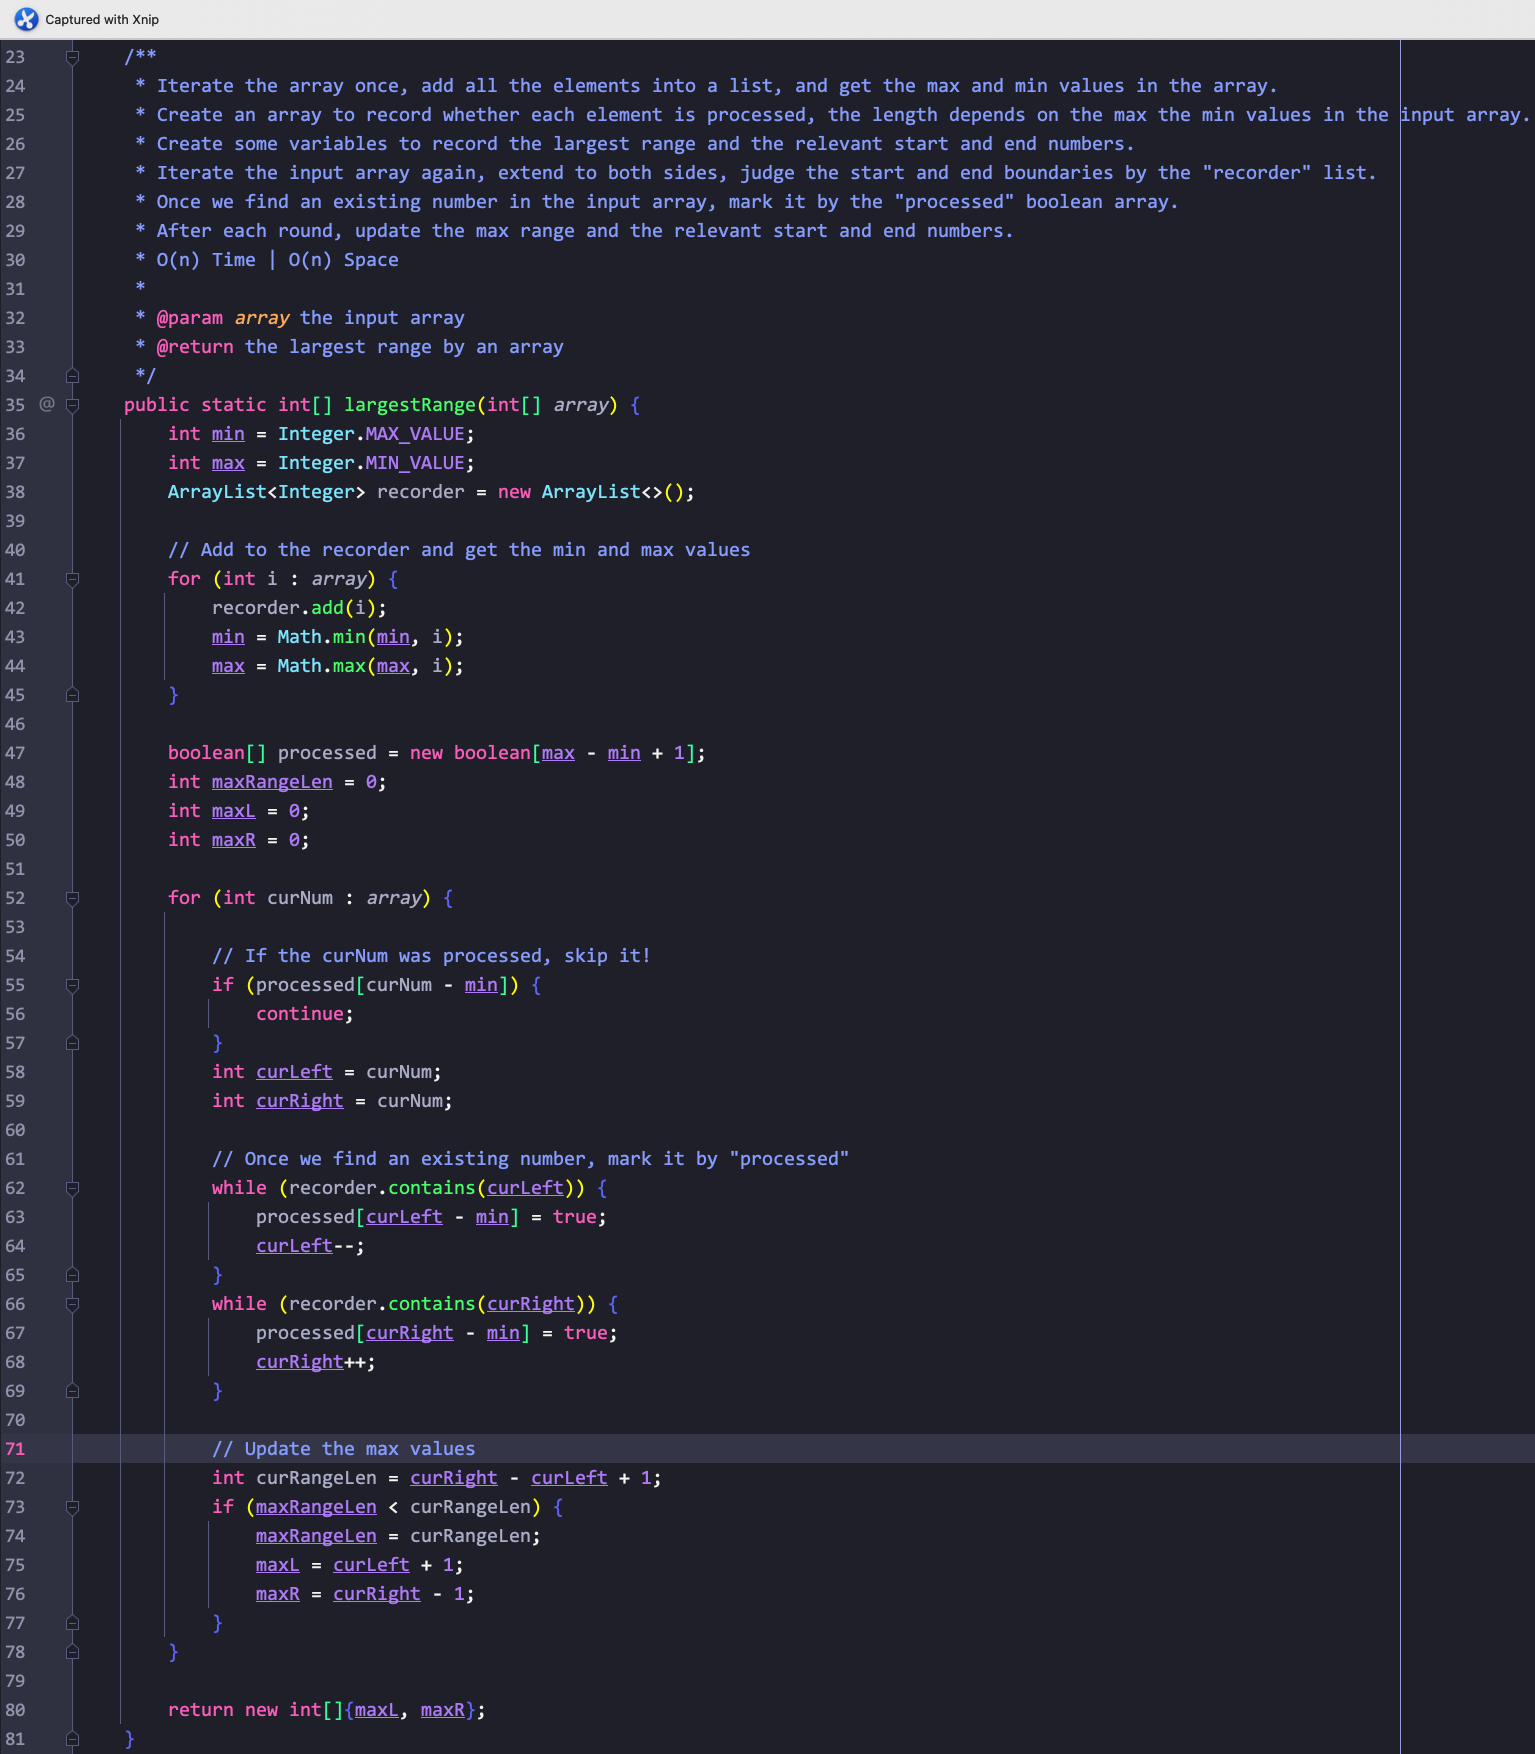 Captured with Xnip
23 /**
24 * Iterate the array once, add all the elements into a list, and get the max and min values in the array.
25 * Create an array to record whether each element is processed, the length depends on the max the min values in the input array.
26 * Create some variables to record the largest range and the relevant start and end numbers.
27 * Iterate the input array again, extend to both sides, judge the start and end boundaries by the "recorder" list.
28 * Once we find an existing number in the input array, mark it by the "processed" boolean array.
29 * After each round, update the max range and the relevant start and end numbers.
30 * O(n) Time | O(n) Space
31 *
32 * @param array the input array
33 * @return the largest range by an array
34 */
35 @ public static int[] largestRange(int[] array) {
36 int min = Integer.MAX_VALUE;
37 int max = Integer.MIN_VALUE;
38 ArrayList<Integer> recorder = new ArrayList<>();
39
40 // Add to the recorder and get the min and max values
41 for (int i : array) {
42 recorder.add(i);
43 min = Math.min(min, i);
44 max = Math.max(max, i);
45 }
46
47 boolean[] processed = new boolean[max - min + 1];
48 int maxRangeLen = 0;
49 int maxL = 0;
50 int maxR = 0;
51
52 for (int curNum : array) {
53
54 // If the curNum was processed, skip it!
55 if (processed[curNum - min]) {
56 continue;
57 }
58 int curLeft = curNum;
59 int curRight = curNum;
60
61 // Once we find an existing number, mark it by "processed"
62 while (recorder.contains(curLeft)) {
63 processed[curLeft - min] = true;
64 curLeft--;
65 }
66 while (recorder.contains(curRight)) {
67 processed[curRight - min] = true;
68 curRight++;
69 }
70
71 // Update the max values
72 int curRangeLen = curRight - curLeft + 1;
73 if (maxRangeLen < curRangeLen) {
74 maxRangeLen = curRangeLen;
75 maxL = curLeft + 1;
76 maxR = curRight - 1;
77 }
78 }
79
80 return new int[]{maxL, maxR};
81 }